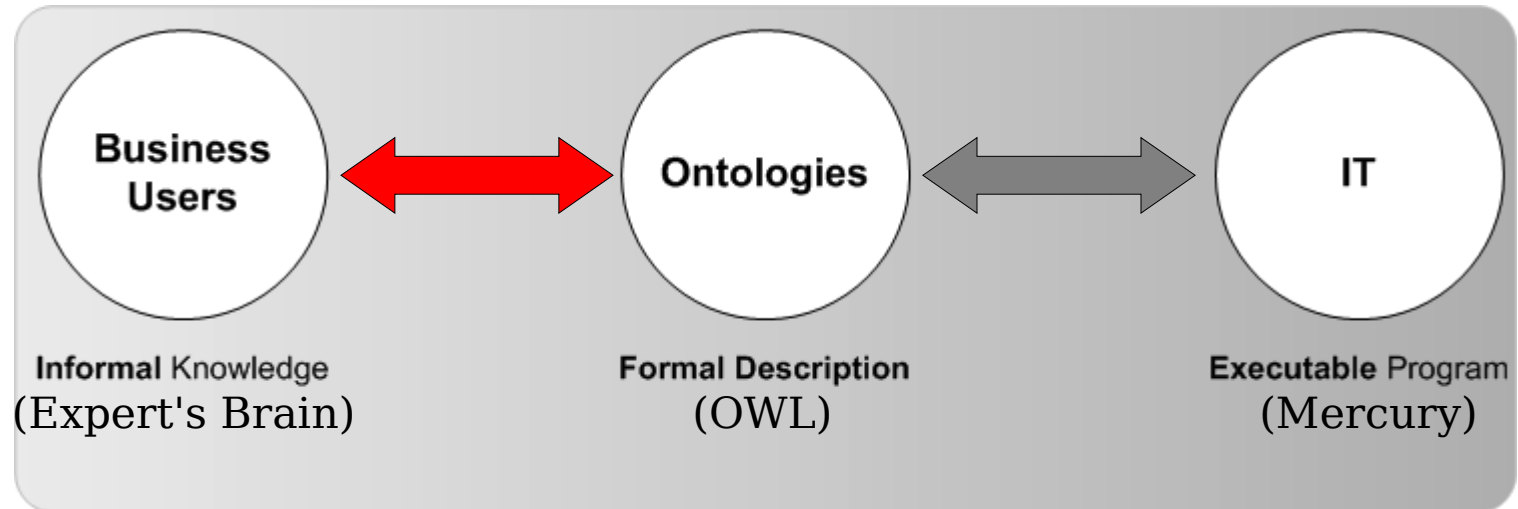 Business
Users
Ontologies
IT
Informal Knowledge
Formal Description
Executable Program
(Expert's Brain)
(OWL)
(Mercury)